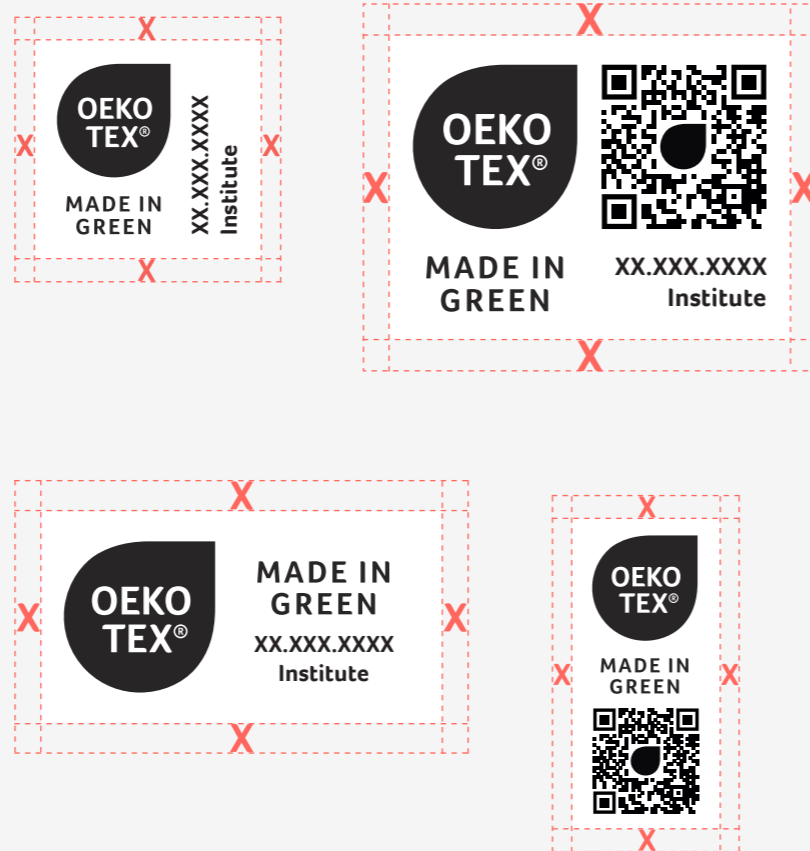 X
X
X
OEKO
TEX®
MADE IN
GREEN
XX.XXX.XXXX
Institute
X
X
X
X
OEKO
TEX®
MADE IN
GREEN
XX.XXX.XXXX
Institute
X
X
X
X
OEKO
TEX®
MADE IN
GREEN
XX.XXX.XXXX
Institute
X
X
X
X
OEKO
TEX®
MADE IN
GREEN
X